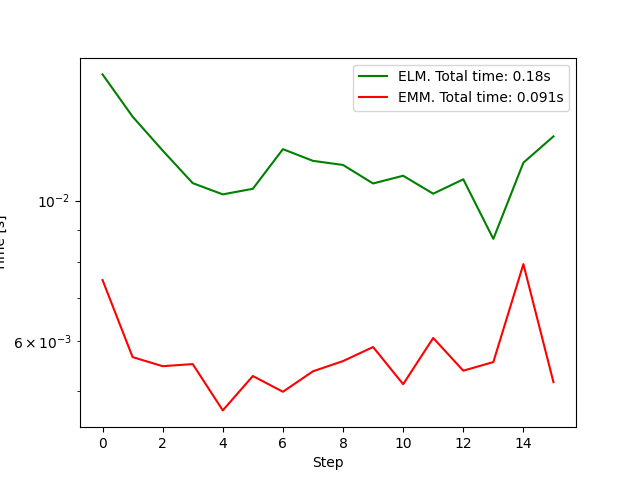 ELM. Total time: 0.18s
EMM. Total time: 0.091s
10⁻²
6 × 10⁻³
[s]
0 2 4 6 8 10 12 14
Step